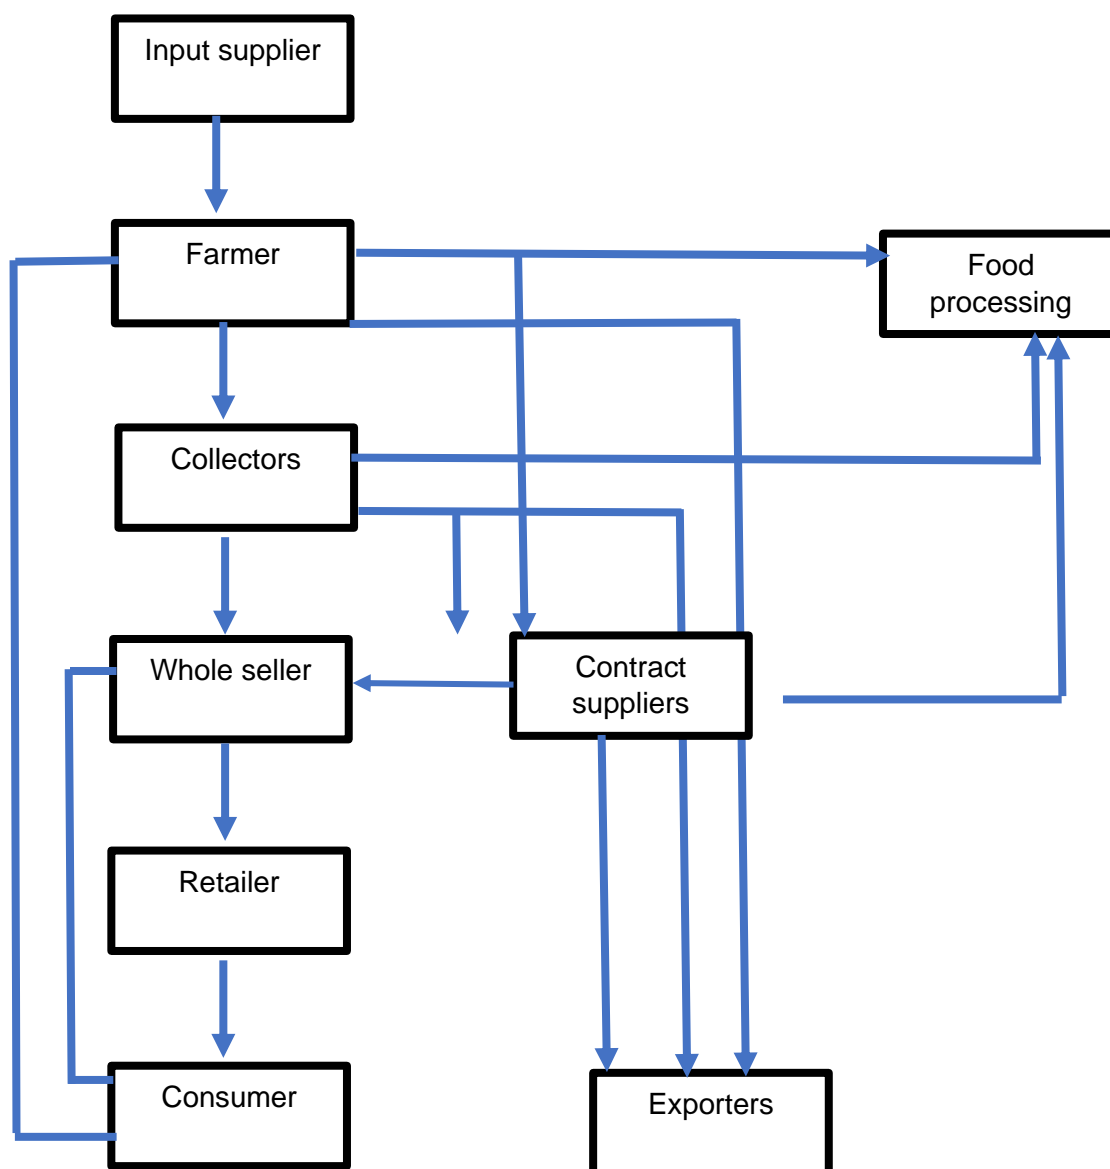 Input supplier
Farmer
Food
processing
Collectors
Whole seller
Contract
suppliers
Retailer
Consumer
Exporters